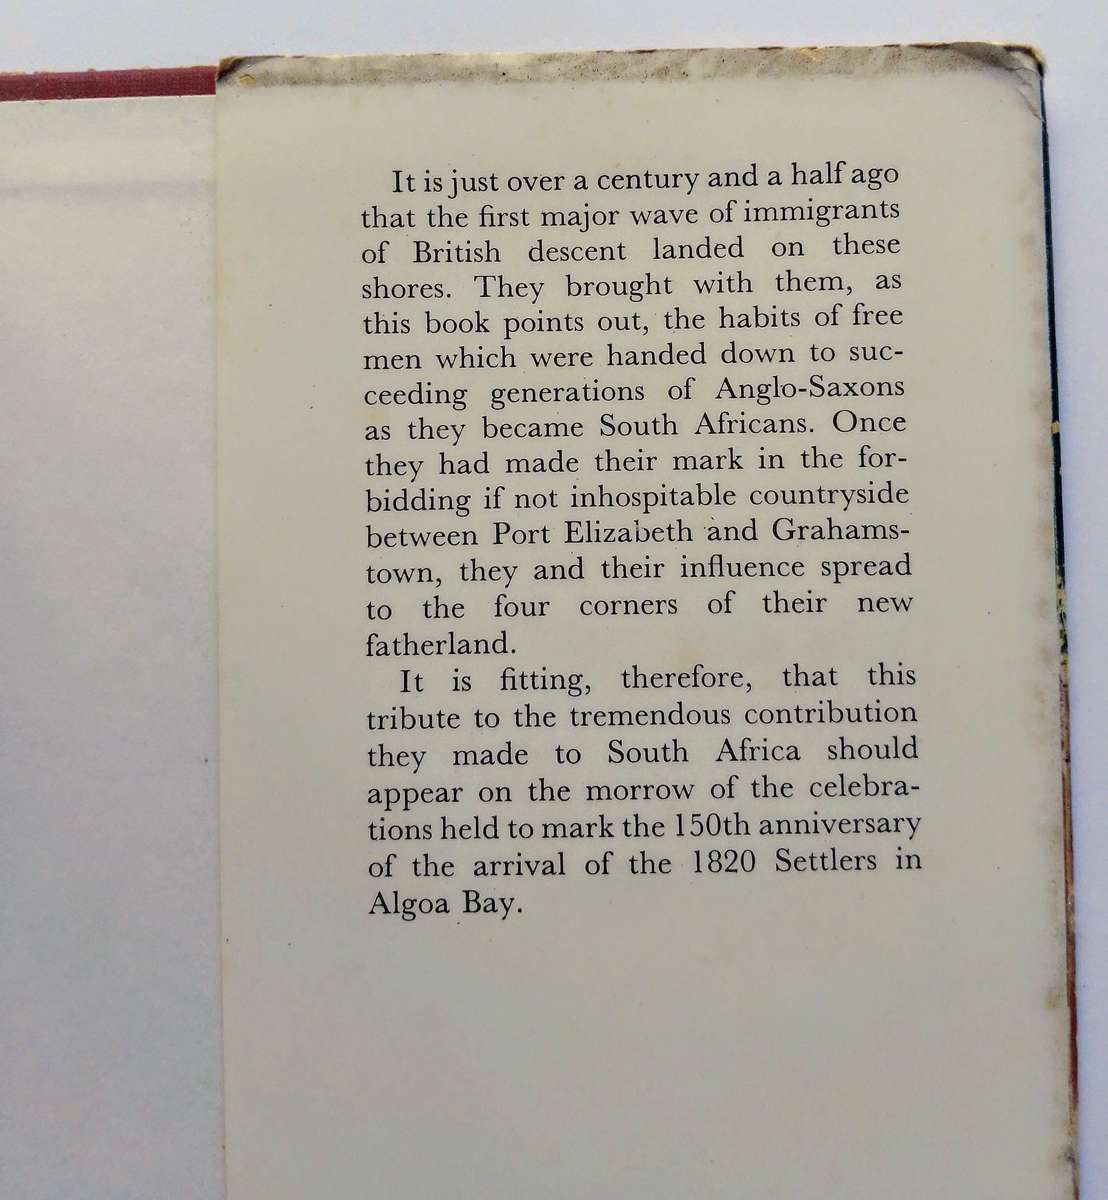 It is just over a century and a half ago
that the first major wave of immigrants
of British descent landed on these
shores. They brought with them, as
this book points out, the habits of free
men which were handed down to suc-
ceeding generations of Anglo-Saxons
as they became South Africans. Once
they had made their mark in the for-
bidding if not inhospitable countryside
between Port Elizabeth and Grahams-
town, they and their influence spread
to the four corners of their new
fatherland.
It is fitting, therefore, that this
tribute to the tremendous contribution
they made to South Africa should
appear on the morrow of the celebra-
tions held to mark the 150th anniversary
of the arrival of the 1820 Settlers in
Algoa Bay.